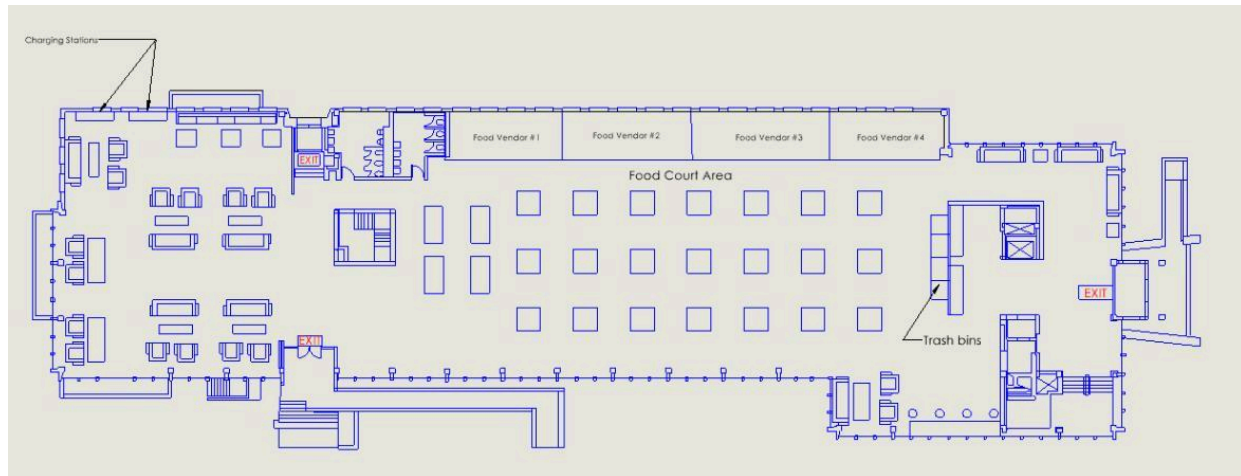 Charging Stations
EXIT
Food Vendor #1
Food Vendor #2
Food Vendor #3
Food Vendor #4
Food Court Area
EXIT
Trash bins
EXIT